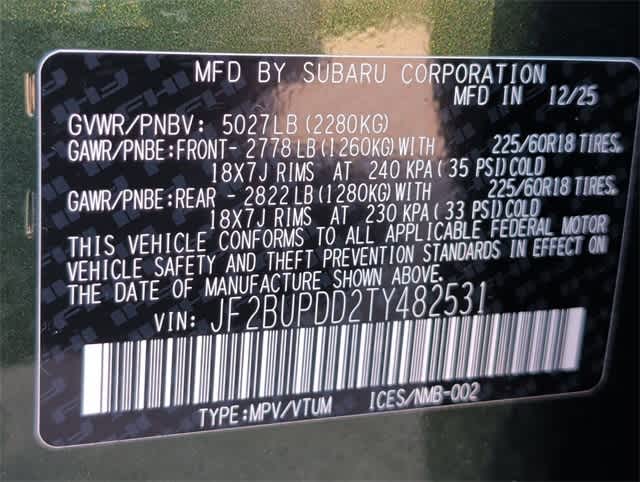 MFD BY SUBARU CORPORATION
MFD IN 12/25
GVWR/PNBV: 5027LB(2280KG)
GAWR/PNBE:FRONT- 2778 LB(1260KG)WITH 225/60R18 TIRES,
18X7J RIMS AT 240 KPA(35 PSI)COLD
GAWR/PNBE:REAR - 2822 LB(1280KG)WITH 225/60R18 TIRES,
18X7J RIMS AT 230 KPA(33 PSI)COLD
THIS VEHICLE CONFORMS TO ALL APPLICABLE FEDERAL MOTOR
VEHICLE SAFETY AND THEFT PREVENTION STANDARDS IN EFFECT ON
THE DATE OF MANUFACTURE SHOWN ABOVE.
VIN: JF2BUPDD2TY482531
TYPE:MPV/VTUM ICES/NMB-002